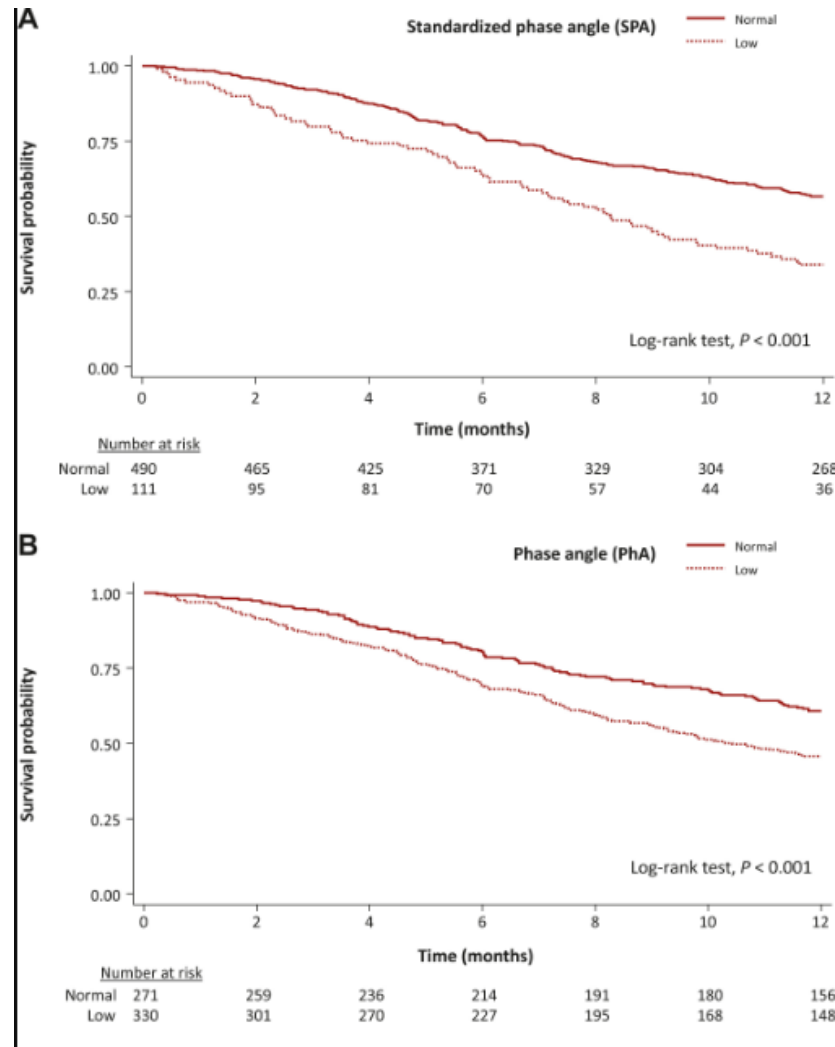 A
Standardized phase angle (SPA)
Normal
Low
Survival probability
1.00
0.75
0.50
0.25
0.00
Log-rank test, P < 0.001
0 2 4 6 8 10 12
Time (months)
Number at risk
Normal 490 465 425 371 329 304 268
Low 111 95 81 70 57 44 36
B
Phase angle (PhA)
Normal
Low
Survival probability
1.00
0.75
0.50
0.25
0.00
Log-rank test, P < 0.001
0 2 4 6 8 10 12
Time (months)
Number at risk
Normal 271 259 236 214 191 180 156
Low 330 301 270 227 195 168 148